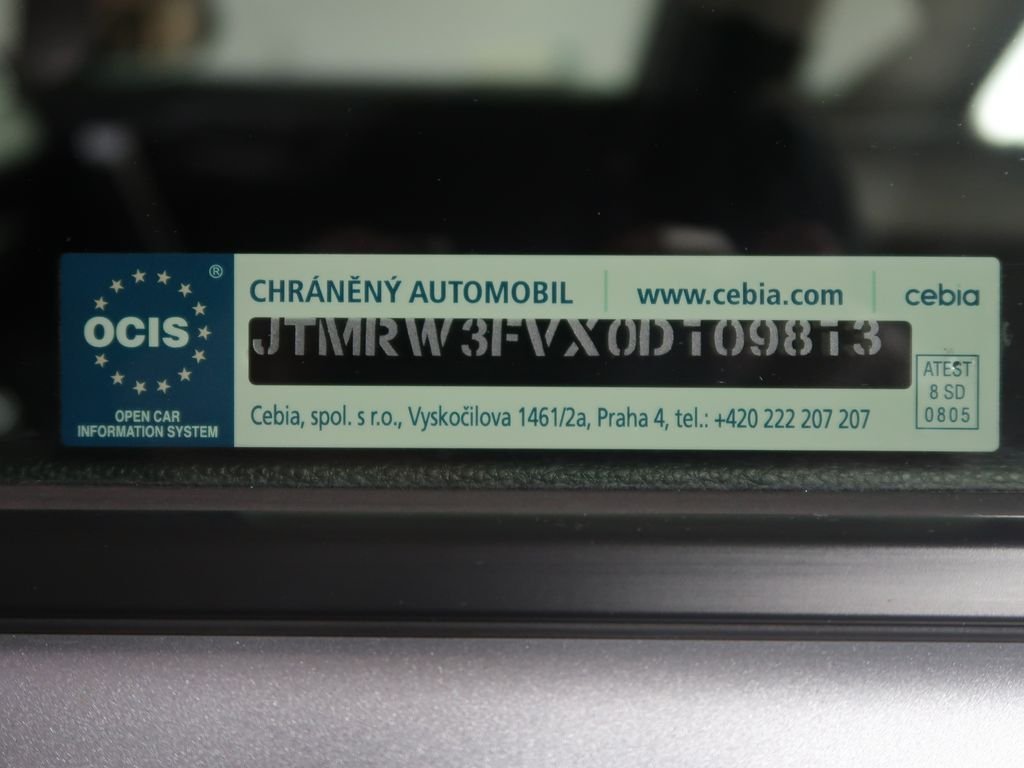 OCIS ®
OPEN CAR
INFORMATION SYSTEM
CHRÁNĚNÝ AUTOMOBIL
www.cebia.com
cebia
JTMRW3FVX0D109813
Cebia, spol. s r.o., Vyskočilova 1461/2a, Praha 4, tel.: +420 222 207 207
ATEST
8 SD
0805